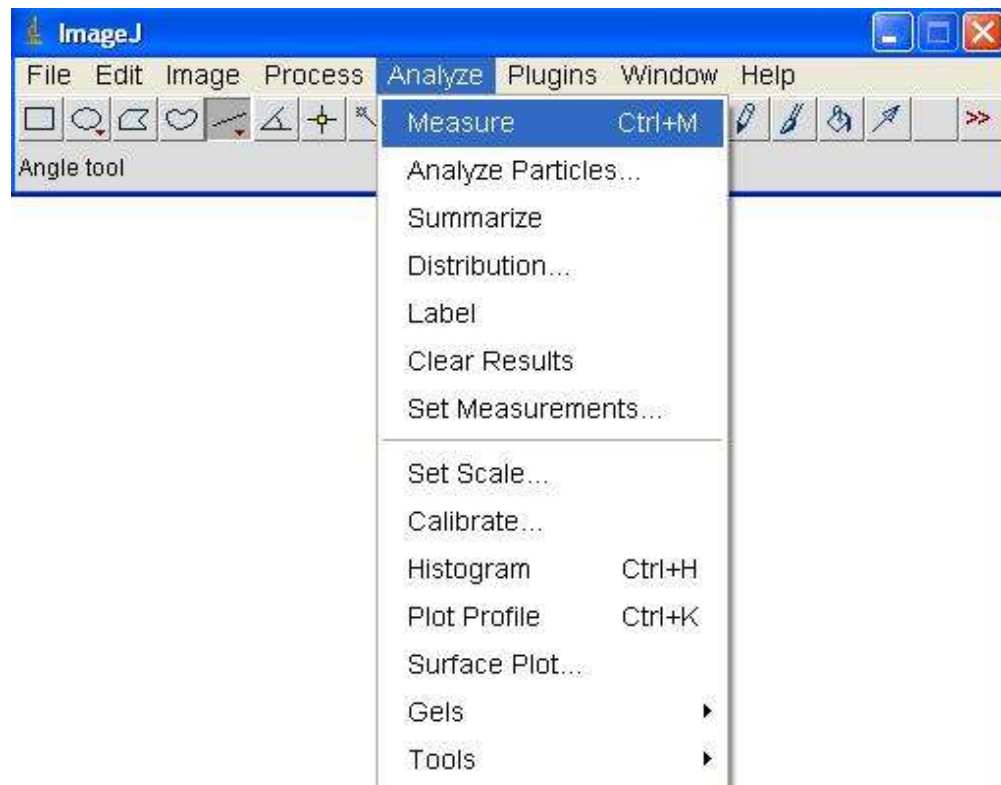 ImageJ
File Edit Image Process Analyze Plugins Window Help
>>
Angle tool
Measure Ctrl+M
Analyze Particles...
Summarize
Distribution...
Label
Clear Results
Set Measurements...
Set Scale...
Calibrate...
Histogram Ctrl+H
Plot Profile Ctrl+K
Surface Plot...
Gels
Tools